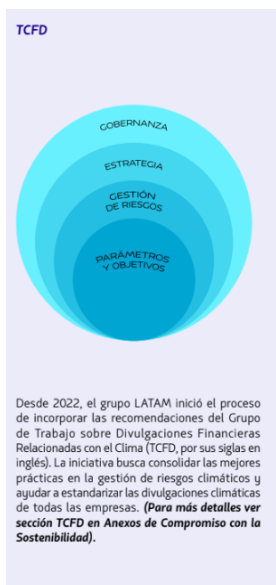 TCFD
GOBERNANZA
ESTRATEGIA
GESTIÓN
DE RIESGOS
PARÁMETROS
Y OBJETIVOS
Desde 2022, el grupo LATAM inició el proceso
de incorporar las recomendaciones del Grupo
de Trabajo sobre Divulgaciones Financieras
Relacionadas con el Clima (TCFD, por sus siglas en
inglés). La iniciativa busca consolidar las mejores
prácticas en la gestión de riesgos climáticos y
ayudar a estandarizar las divulgaciones climáticas
de todas las empresas. (Para más detalles ver
sección TCFD en Anexos de Compromiso con la
Sostenibilidad).